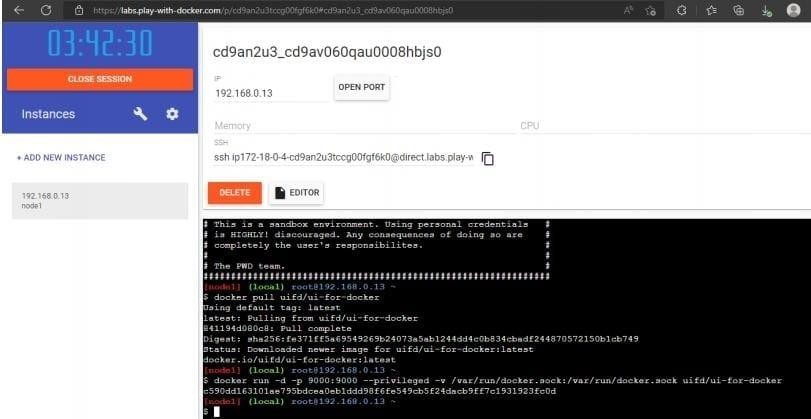 https://labs.play-with-docker.com/p/cd9an2u3tccg00fgf6k0#cd9an2u3_cd9av060qau0008hbjs0
03:42:30
CLOSE SESSION
Instances
+ ADD NEW INSTANCE
192.168.0.13
node1
cd9an2u3_cd9av060qau0008hbjs0
IP
192.168.0.13
OPEN PORT
Memory
CPU
SSH
ssh ip172-18-0-4-cd9an2u3tccg00fgf6k0@direct.labs.play-w
DELETE
EDITOR
# This is a sandbox environment. Using personal credentials #
# is HIGHLY! discouraged. Any consequences of doing so are #
# completely the user's responsibilites. #
# #
# The PWD team. #
###############################################################
[node1] (local) root@192.168.0.13 ~
$ docker pull uifd/ui-for-docker
Using default tag: latest
latest: Pulling from uifd/ui-for-docker
841194d080c8: Pull complete
Digest: sha256:fe371ff5a69549269b24073a5ab1244dd4c0b834cbadf244870572150b1cb749
Status: Downloaded newer image for uifd/ui-for-docker:latest
docker.io/uifd/ui-for-docker:latest
[node1] (local) root@192.168.0.13 ~
$ docker run -d -p 9000:9000 --privileged -v /var/run/docker.sock:/var/run/docker.sock uifd/ui-for-docker
c590dd163101ae795bdcea0eb1ddd98f6fe549cb5f24dacb9ff7c1931923fc0d
[node1] (local) root@192.168.0.13 ~
$